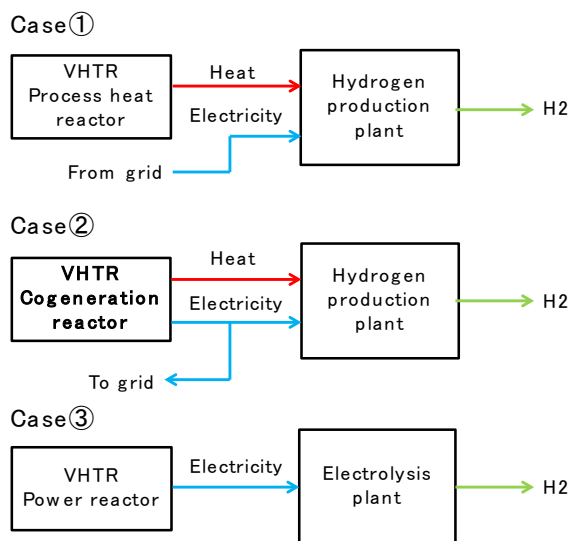 Case①
VHTR
Process heat
reactor
Heat
Electricity
From grid
Hydrogen
production
plant
H2
Case②
VHTR
Cogeneration
reactor
Heat
Electricity
To grid
Hydrogen
production
plant
H2
Case③
VHTR
Power reactor
Electricity
Electrolysis
plant
H2